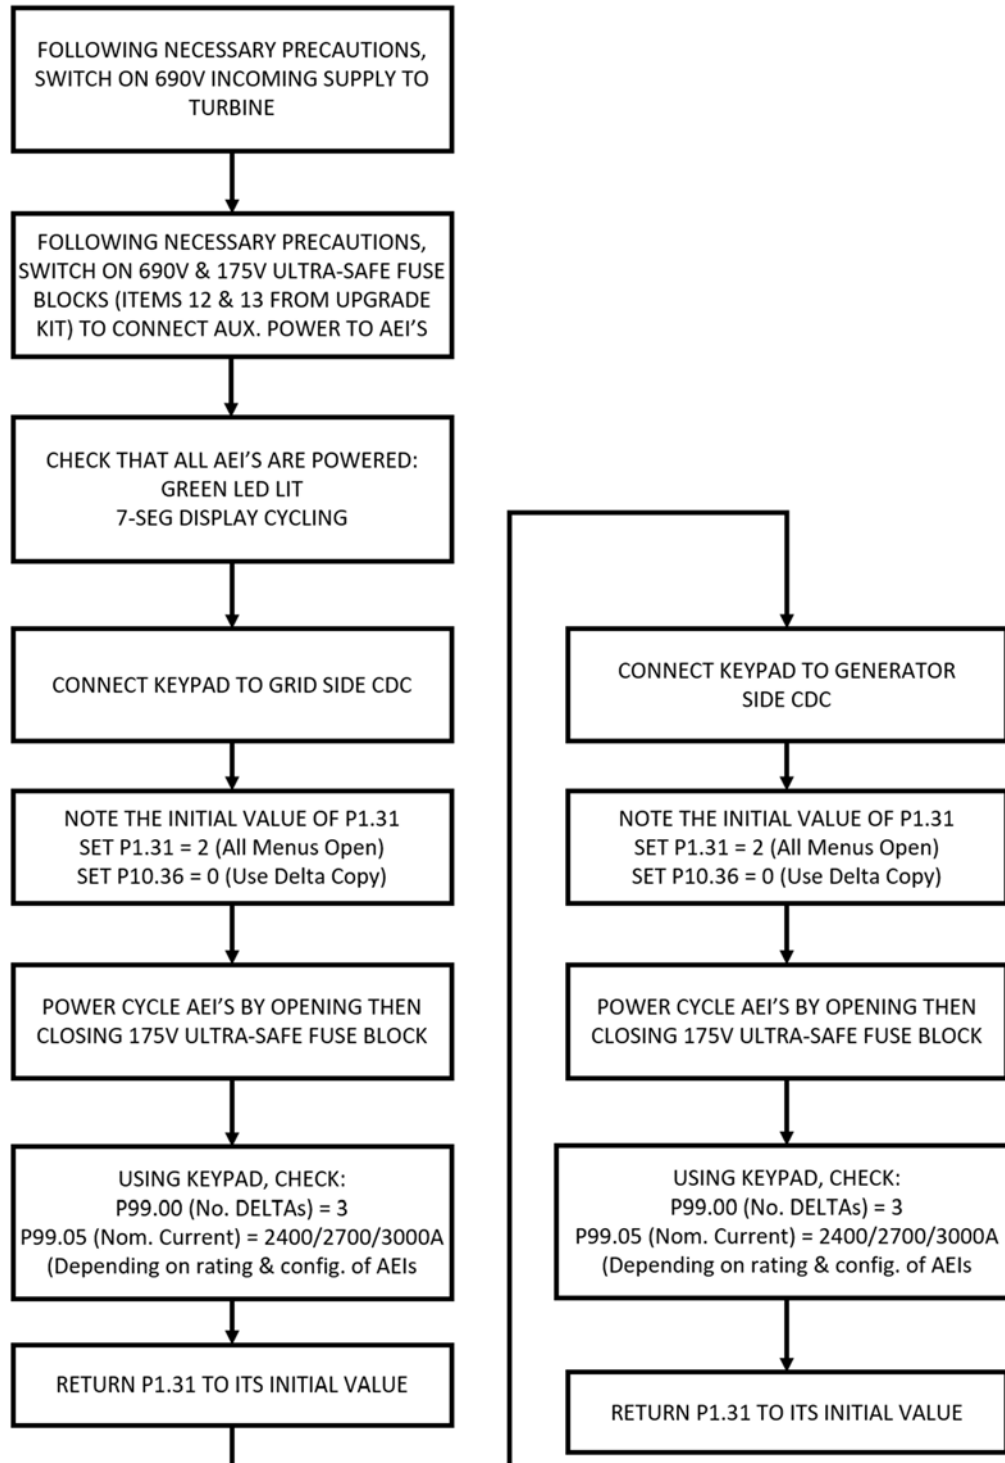 FOLLOWING NECESSARY PRECAUTIONS,
SWITCH ON 690V INCOMING SUPPLY TO
TURBINE
FOLLOWING NECESSARY PRECAUTIONS,
SWITCH ON 690V & 175V ULTRA-SAFE FUSE
BLOCKS (ITEMS 12 & 13 FROM UPGRADE
KIT) TO CONNECT AUX. POWER TO AEI'S
CHECK THAT ALL AEI'S ARE POWERED:
GREEN LED LIT
7-SEG DISPLAY CYCLING
CONNECT KEYPAD TO GRID SIDE CDC
NOTE THE INITIAL VALUE OF P1.31
SET P1.31 = 2 (All Menus Open)
SET P10.36 = 0 (Use Delta Copy)
POWER CYCLE AEI'S BY OPENING THEN
CLOSING 175V ULTRA-SAFE FUSE BLOCK
USING KEYPAD, CHECK:
P99.00 (No. DELTAs) = 3
P99.05 (Nom. Current) = 2400/2700/3000A
(Depending on rating & config. of AEIs
RETURN P1.31 TO ITS INITIAL VALUE
CONNECT KEYPAD TO GENERATOR
SIDE CDC
NOTE THE INITIAL VALUE OF P1.31
SET P1.31 = 2 (All Menus Open)
SET P10.36 = 0 (Use Delta Copy)
POWER CYCLE AEI'S BY OPENING THEN
CLOSING 175V ULTRA-SAFE FUSE BLOCK
USING KEYPAD, CHECK:
P99.00 (No. DELTAs) = 3
P99.05 (Nom. Current) = 2400/2700/3000A
(Depending on rating & config. of AEIs
RETURN P1.31 TO ITS INITIAL VALUE